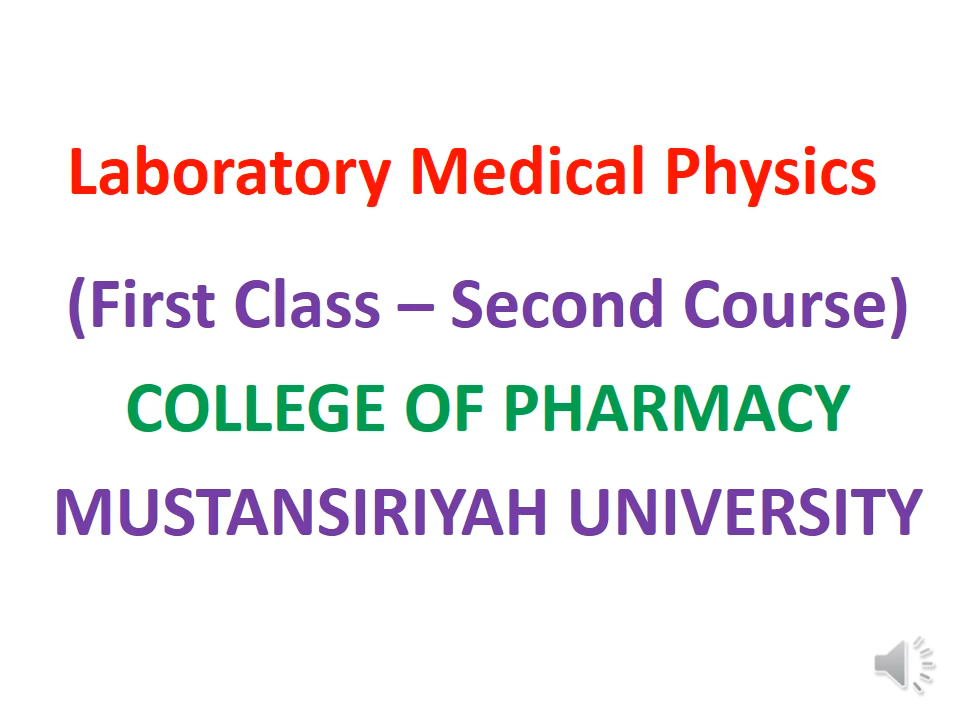 Laboratory Medical Physics
(First Class – Second Course)
COLLEGE OF PHARMACY
MUSTANSIRIYAH UNIVERSITY